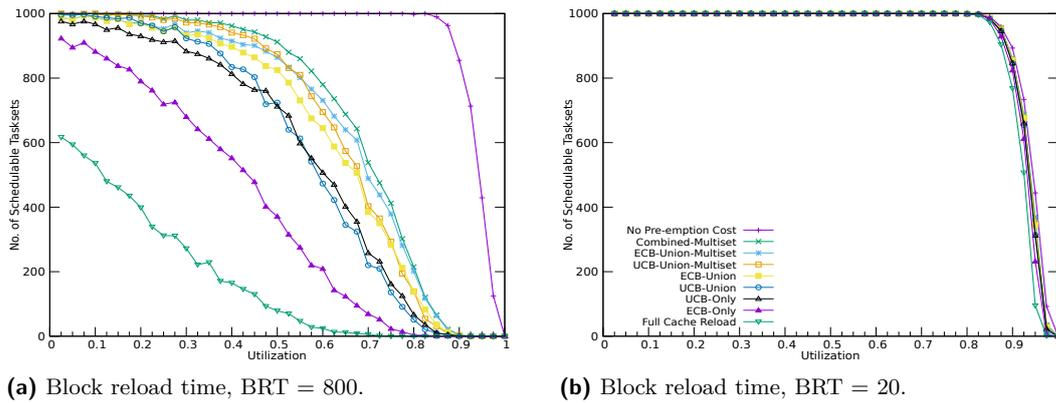 1000
800
600
400
200
0
No. of Schedulable Tasksets
0 0.1 0.2 0.3 0.4 0.5 0.6 0.7 0.8 0.9 1
Utilization
(a) Block reload time, BRT = 800.
1000
800
600
400
200
0
No. of Schedulable Tasksets
No Pre-emption Cost
Combined-Multiset
ECB-Union-Multiset
UCB-Union-Multiset
ECB-Union
UCB-Union
UCB-Only
ECB-Only
Full Cache Reload
0 0.1 0.2 0.3 0.4 0.5 0.6 0.7 0.8 0.9
Utilization
(b) Block reload time, BRT = 20.